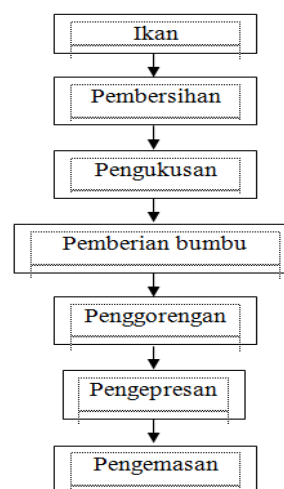 Ikan
Pembersihan
Pengukusan
Pemberian bumbu
Penggorengan
Pengepresan
Pengemasan